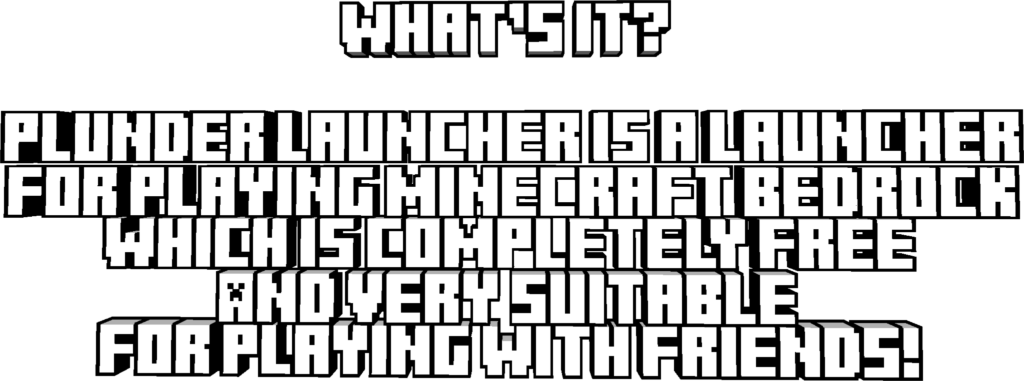 WHAT'S IT?
PLUNDER LAUNCHER IS A LAUNCHER
FOR PLAYING MINECRAFT BEDROCK
WHICH IS COMPLETELY FREE
AND VERY SUITABLE
FOR PLAYING WITH FRIENDS!